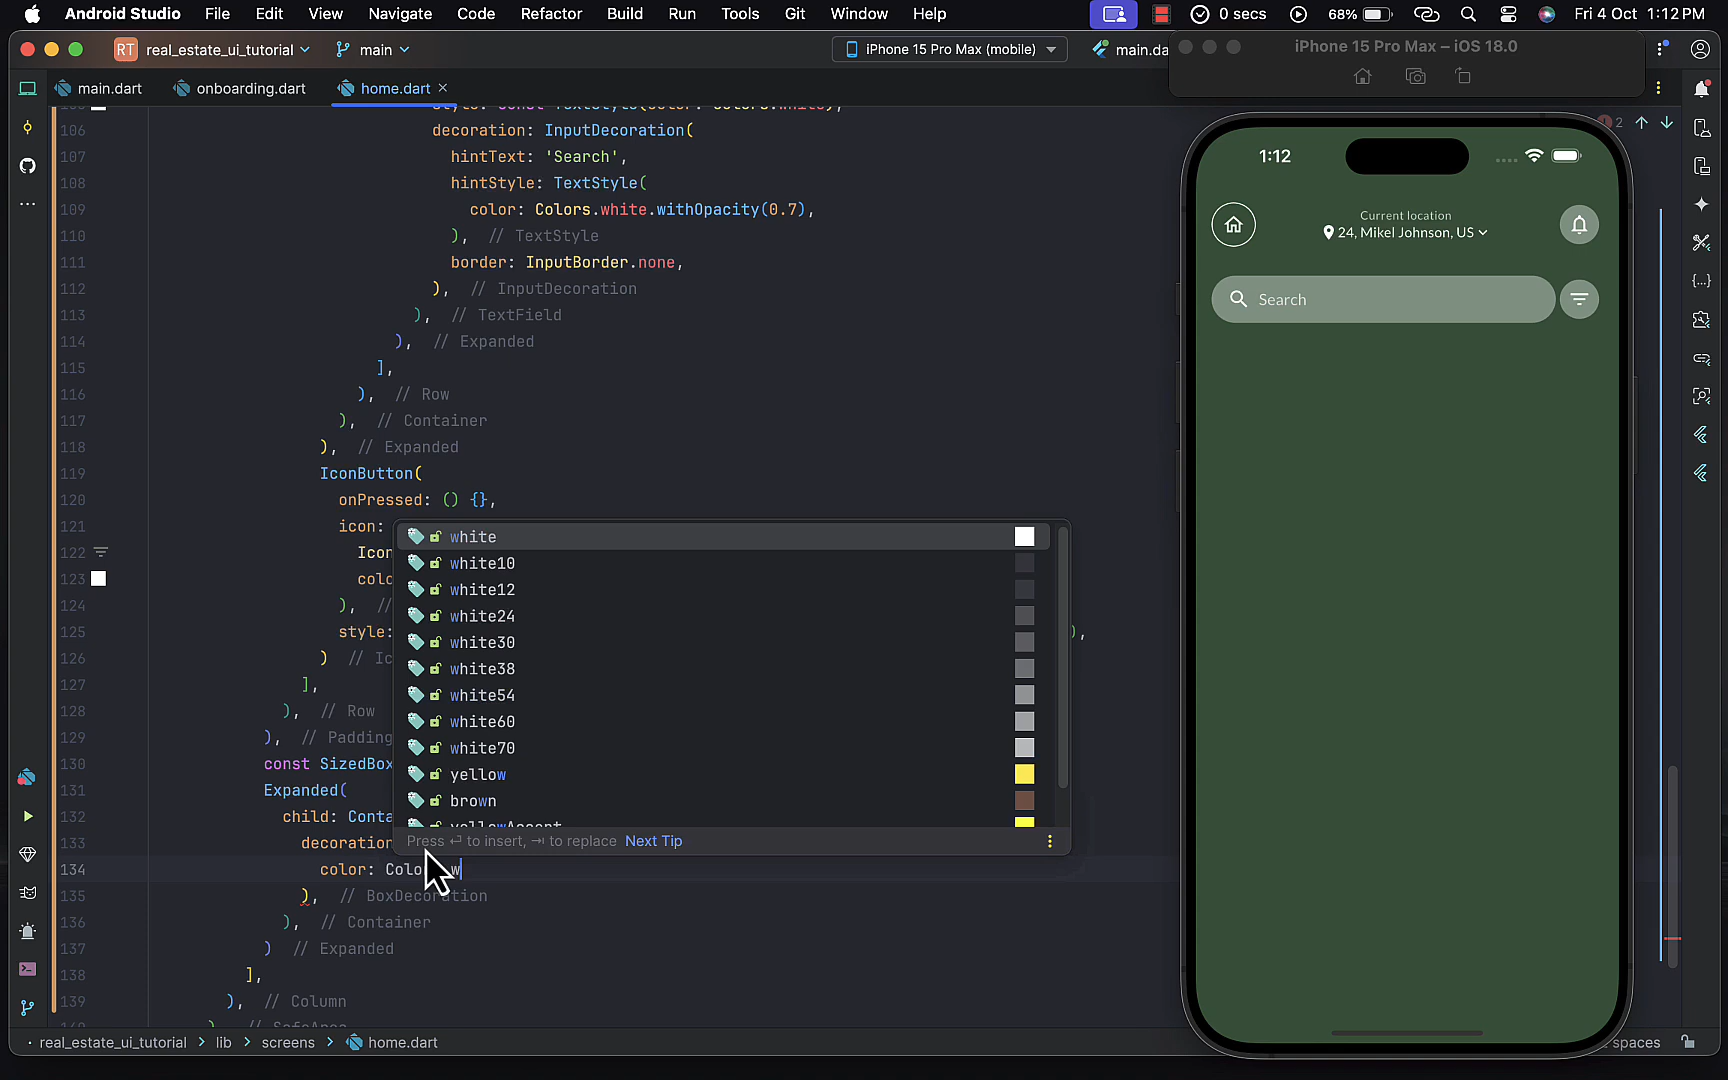 Android Studio File Edit View Navigate Code Refactor Build Run Tools Git Window Help 0 secs 68% Fri 4 Oct 1:12 PM
RT real_estate_ui_tutorial main iPhone 15 Pro Max (mobile) main.da
iPhone 15 Pro Max – iOS 18.0
main.dart onboarding.dart home.dart
106 decoration: InputDecoration(
107 hintText: 'Search',
108 hintStyle: TextStyle(
109 color: Colors.white.withOpacity(0.7),
110 ), // TextStyle
111 border: InputBorder.none,
112 ), // InputDecoration
113 ), // TextField
114 ), // Expanded
115 ],
116 ), // Row
117 ), // Container
118 ), // Expanded
119 IconButton(
120 onPressed: () {},
121 icon:
122 Icon
123 colo
124 ), //
125 style: ),
126 ) // Ic
127 ],
128 ), // Row
129 ), // Padding
130 const SizedBox
131 Expanded(
132 child: Conta
133 decoration
134 color: Colo w
135 ), // BoxDecoration
136 ), // Container
137 ) // Expanded
138 ],
139 ), // Column
white
white10
white12
white24
white30
white38
white54
white60
white70
yellow
brown
yellowAccent
Press ⏎ to insert, ⇥ to replace Next Tip
2
1:12
Current location
24, Mikel Johnson, US
Search
real_estate_ui_tutorial > lib > screens > home.dart
spaces